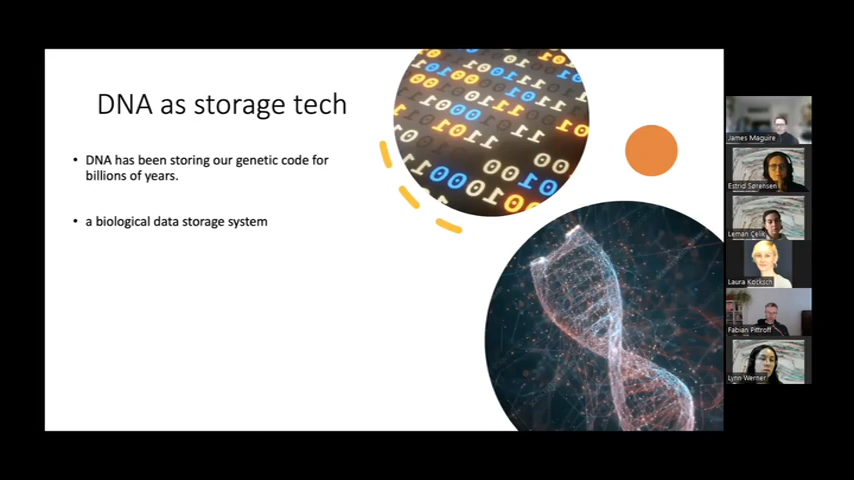 DNA as storage tech
• DNA has been storing our genetic code for
billions of years.
• a biological data storage system
James Maguire
Estrid Sørensen
Leman Çelik
Laura Kocksch
Fabian Pittroff
Lynn Werner